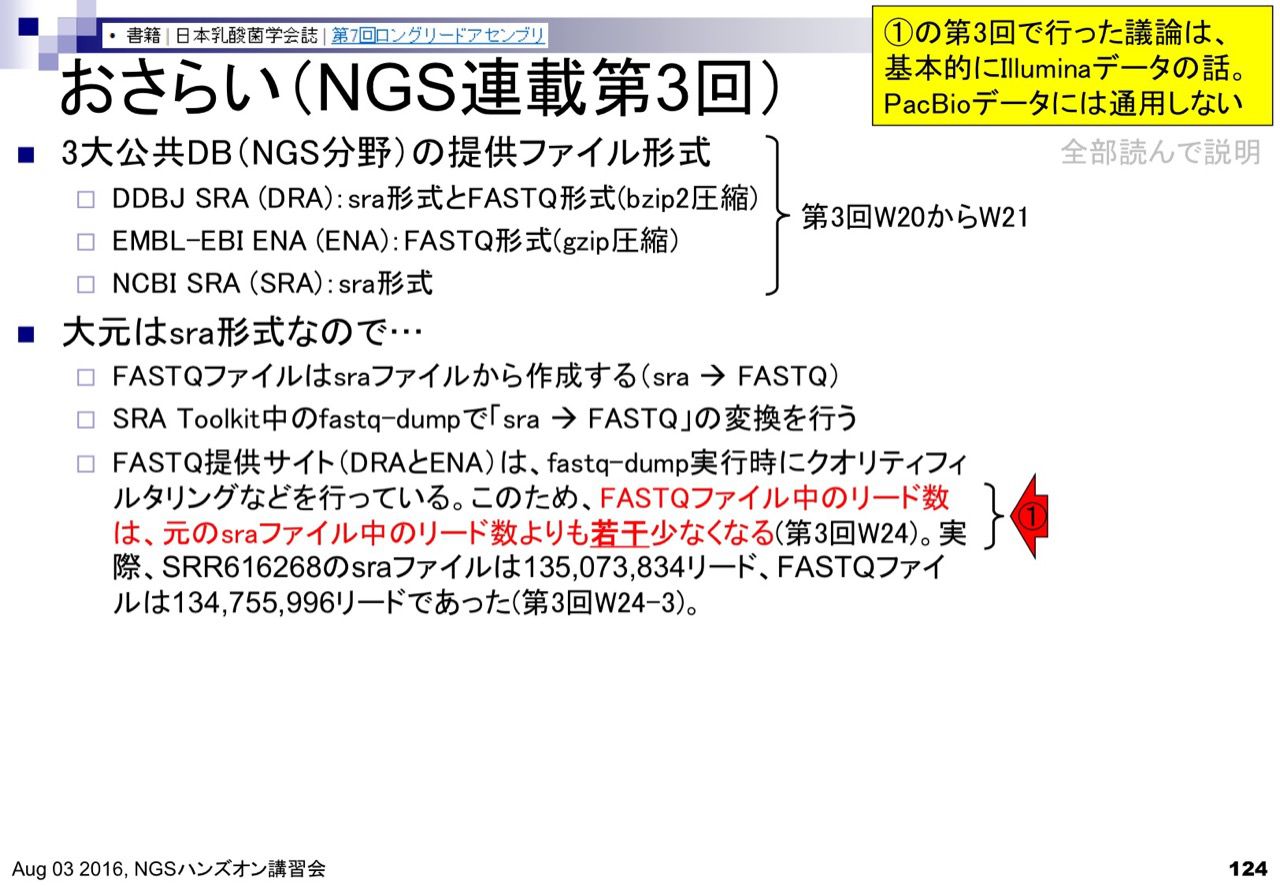 • 書籍 | 日本乳酸菌学会誌 | 第7回ロングリードアセンブリ
おさらい（NGS連載第3回）
①の第3回で行った議論は、
基本的にIlluminaデータの話。
PacBioデータには通用しない
全部読んで説明
■ 3大公共DB（NGS分野）の提供ファイル形式
□ DDBJ SRA (DRA)：sra形式とFASTQ形式(bzip2圧縮)
□ EMBL-EBI ENA (ENA)：FASTQ形式(gzip圧縮)
□ NCBI SRA (SRA)：sra形式
第3回W20からW21
■ 大元はsra形式なので…
□ FASTQファイルはsraファイルから作成する（sra → FASTQ）
□ SRA Toolkit中のfastq-dumpで「sra → FASTQ」の変換を行う
□ FASTQ提供サイト（DRAとENA）は、fastq-dump実行時にクオリティフィ
ルタリングなどを行っている。このため、FASTQファイル中のリード数
は、元のsraファイル中のリード数よりも若干少なくなる(第3回W24)。実
際、SRR616268のsraファイルは135,073,834リード、FASTQファイ
ルは134,755,996リードであった(第3回W24-3)。
①
Aug 03 2016, NGSハンズオン講習会
124